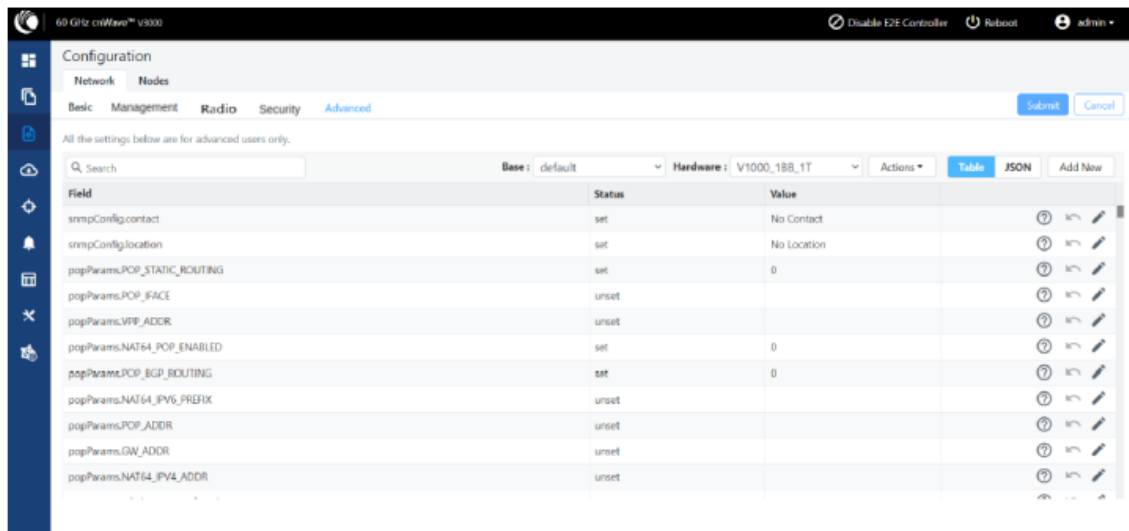 60 GHz cnWave™ V3000 Disable E2E Controller Reboot admin
Configuration
Network Nodes
Basic Management Radio Security Advanced Submit Cancel
All the settings below are for advanced users only.
Search Base : default Hardware : V1000_1BB_1T Actions Table JSON Add New
Field Status Value
snmpConfig.contact set No Contact
snmpConfig.location set No Location
popParams.POP_STATIC_ROUTING set 0
popParams.POP_IFACE unset
popParams.VPP_ADDR unset
popParams.NAT64_POP_ENABLED set 0
popParams.POP_BGP_ROUTING set 0
popParams.NAT64_IPV6_PREFIX unset
popParams.POP_ADDR unset
popParams.GW_ADDR unset
popParams.NAT64_IPV4_ADDR unset